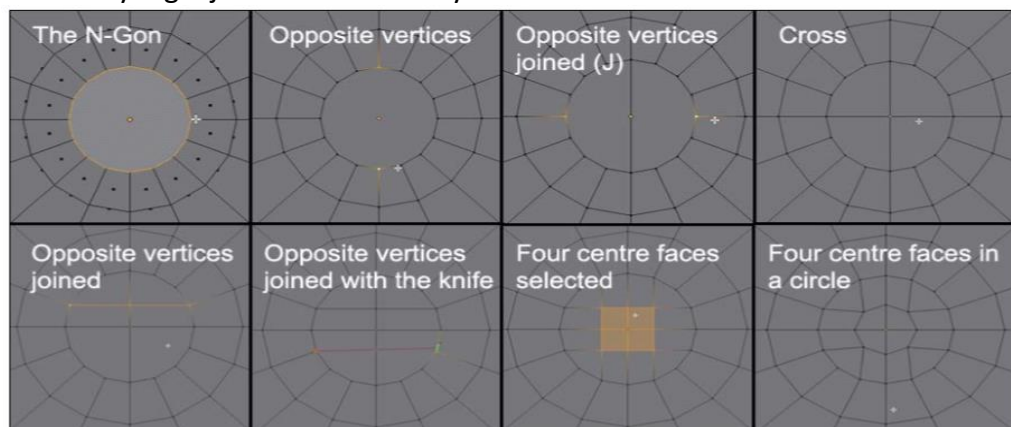 The N-Gon
Opposite vertices
Opposite vertices
joined (J)
Cross
Opposite vertices
joined
Opposite vertices
joined with the knife
Four centre faces
selected
Four centre faces in
a circle